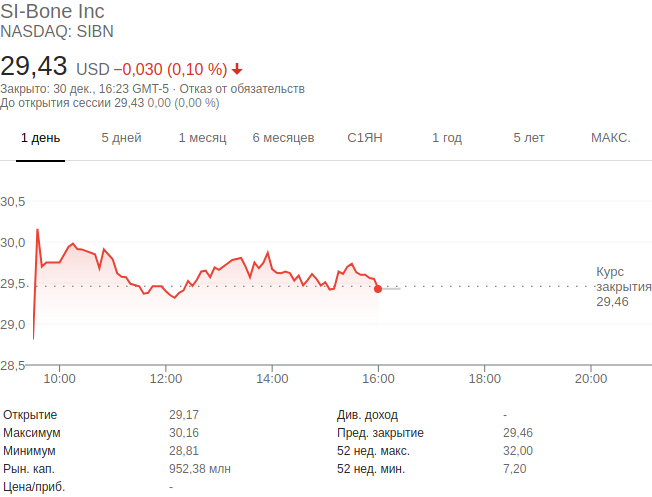 SI-Bone Inc
NASDAQ: SIBN
29,43 USD −0,030 (0,10 %)
Закрыто: 30 дек., 16:23 GMT-5 · Отказ от обязательств
До открытия сессии 29,43 0,00 (0,00 %)
1 день 5 дней 1 месяц 6 месяцев С1ЯН 1 год 5 лет МАКС.
30,5
30,0
29,5
29,0
28,5
Курс
закрытия
29,46
10:00 12:00 14:00 16:00 18:00 20:00
Открытие 29,17 Див. доход -
Максимум 30,16 Пред. закрытие 29,46
Минимум 28,81 52 нед. макс. 32,00
Рын. кап. 952,38 млн 52 нед. мин. 7,20
Цена/приб. -